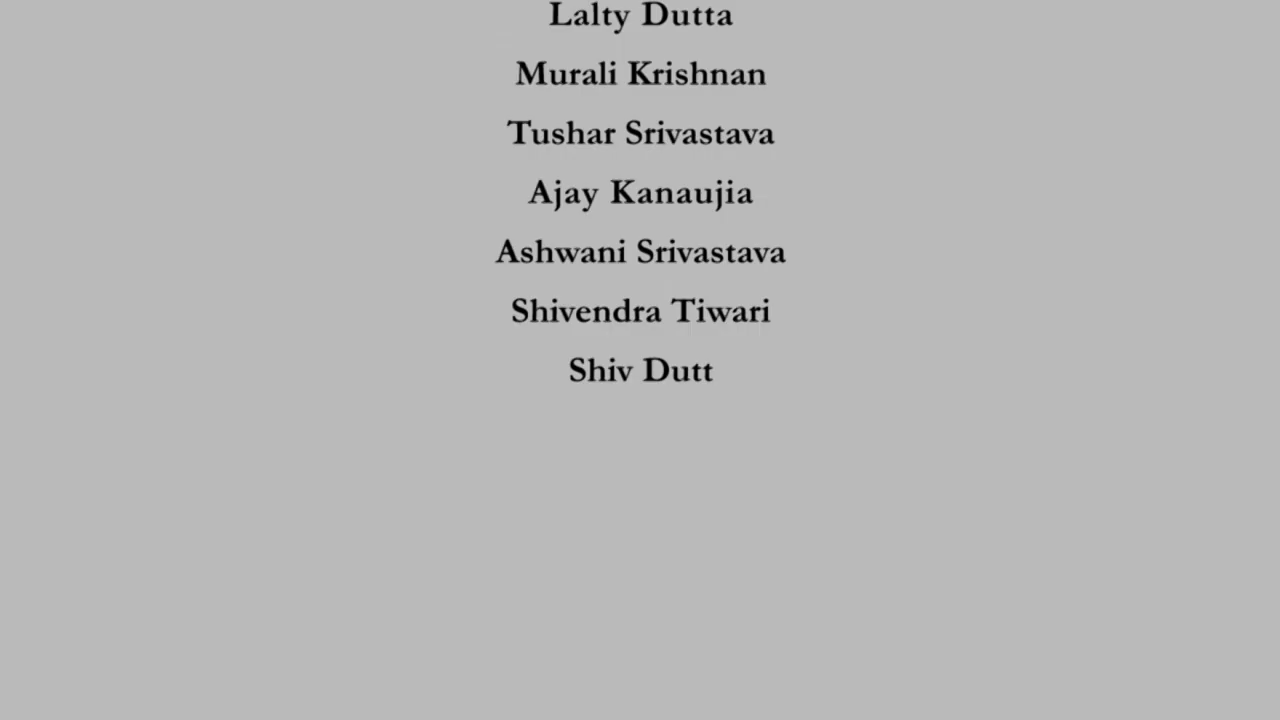 Lalty Dutta
Murali Krishnan
Tushar Srivastava
Ajay Kanaujia
Ashwani Srivastava
Shivendra Tiwari
Shiv Dutt